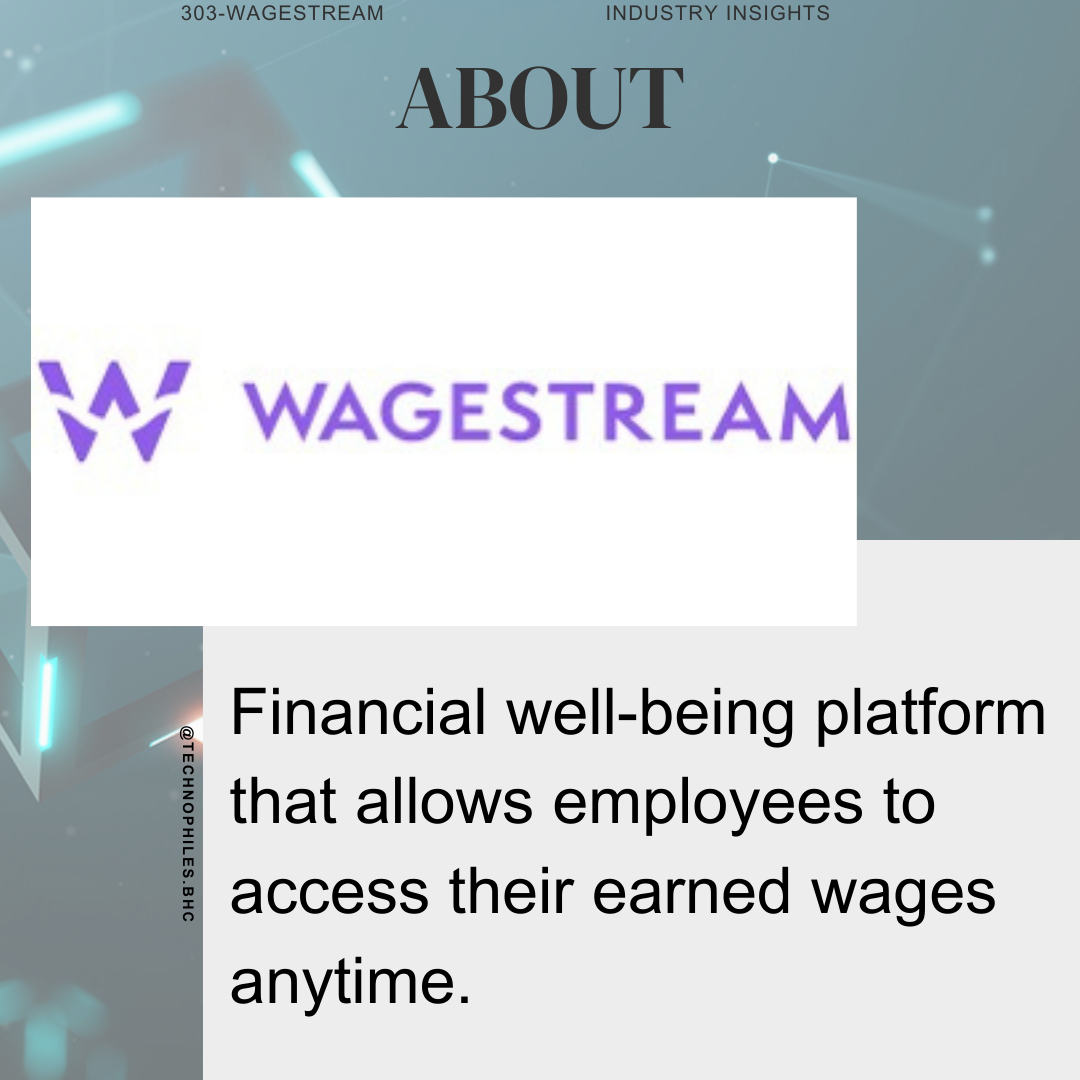 303-WAGESTREAM
INDUSTRY INSIGHTS
ABOUT
WAGESTREAM
Financial well-being platform
that allows employees to
access their earned wages
anytime.
@TECHNOPHILES.BHC